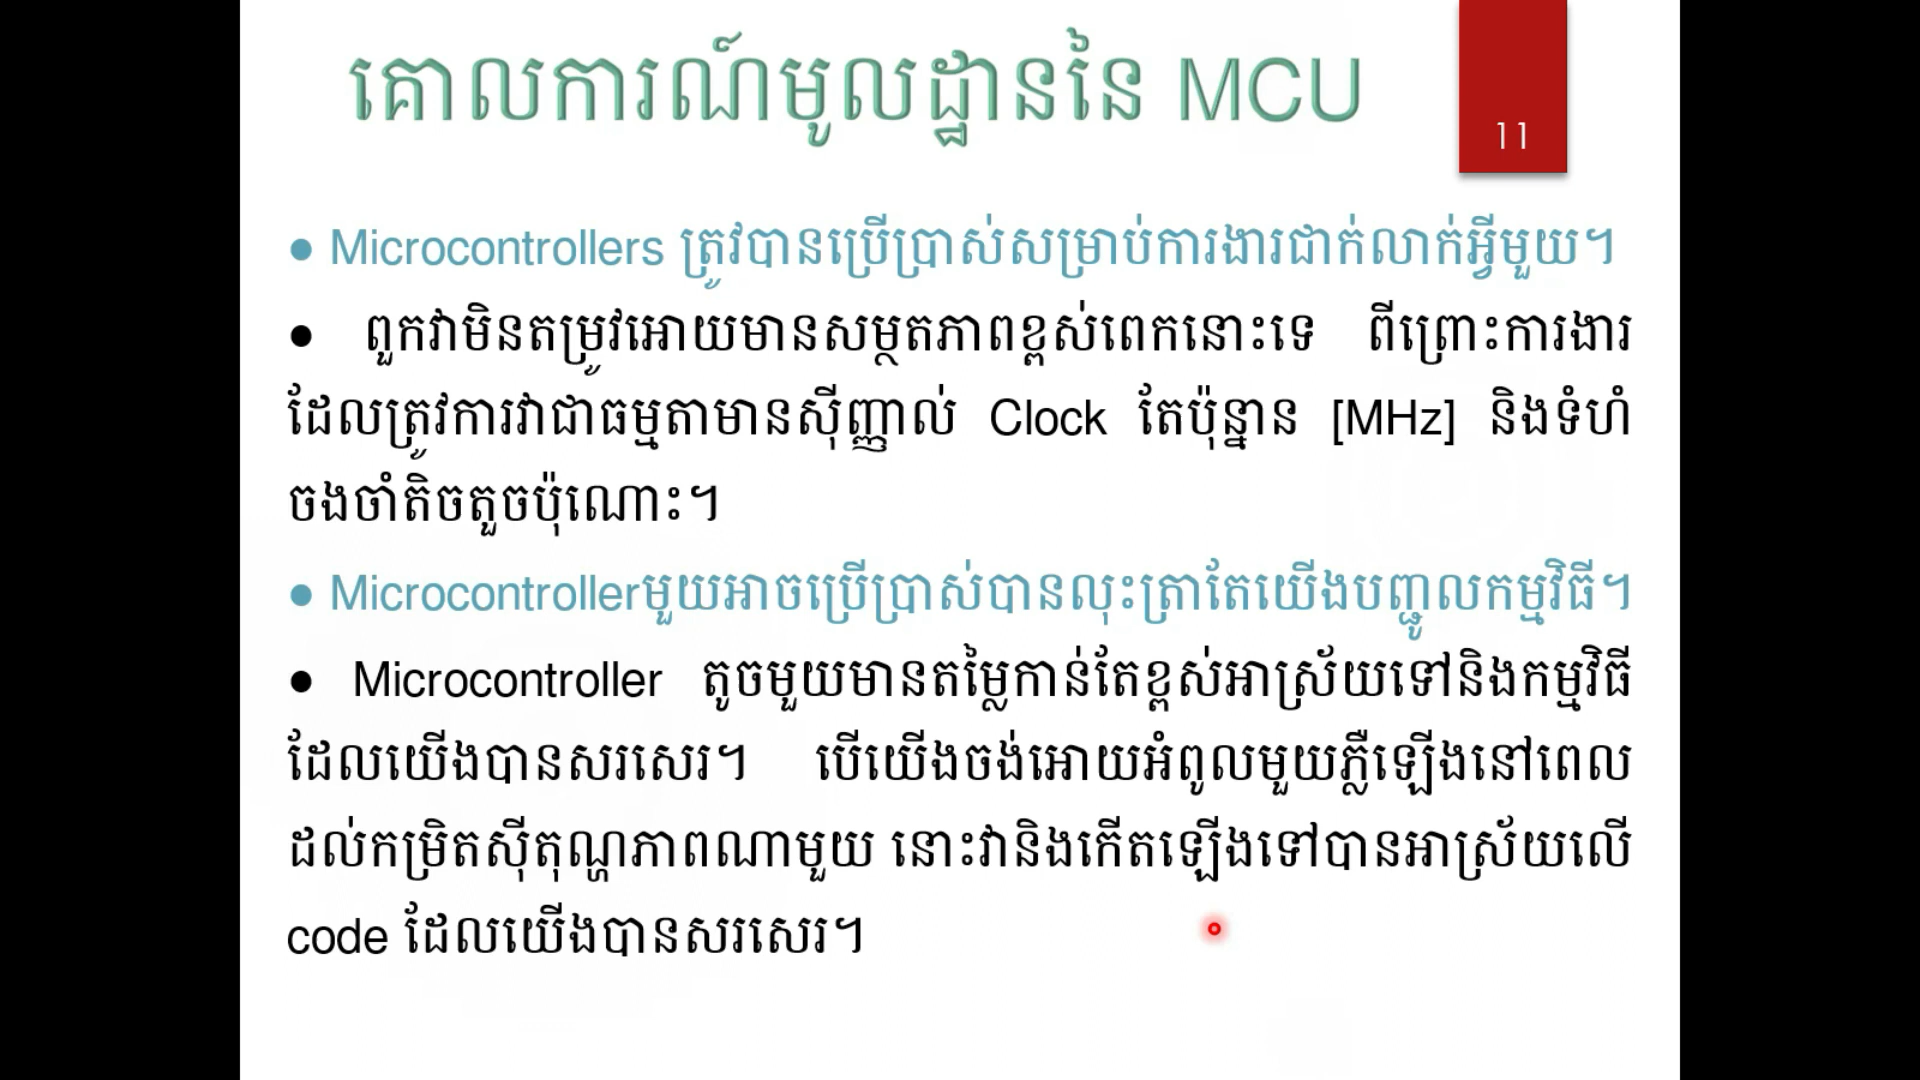 គោលការណ៍មូលដ្ឋាននៃ MCU
11
● Microcontrollers ត្រូវបានប្រើប្រាស់សម្រាប់ការងារជាក់លាក់អ្វីមួយ។
● ពួកវាមិនតម្រូវអោយមានសម្ថតភាពខ្ពស់ពេកនោះទេ ពីព្រោះការងារ
ដែលត្រូវការវាជាធម្មតាមានស៊ីញ្ញាល់ Clock តែប៉ុន្នាន [MHz] និងទំហំ
ចងចាំតិចតួចប៉ុណោះ។
● Microcontrollerមួយអាចប្រើប្រាស់បានលុះត្រាតែយើងបញ្ជូលកម្មវិធី។
● Microcontroller តូចមួយមានតម្លៃកាន់តែខ្ពស់អាស្រ័យទៅនិងកម្មវិធី
ដែលយើងបានសរសេរ។ បើយើងចង់អោយអំពូលមួយភ្លឺឡើងនៅពេល
ដល់កម្រិតស៊ីតុណ្ហភាពណាមួយ នោះវានិងកើតឡើងទៅបានអាស្រ័យលើ
code ដែលយើងបានសរសេរ។